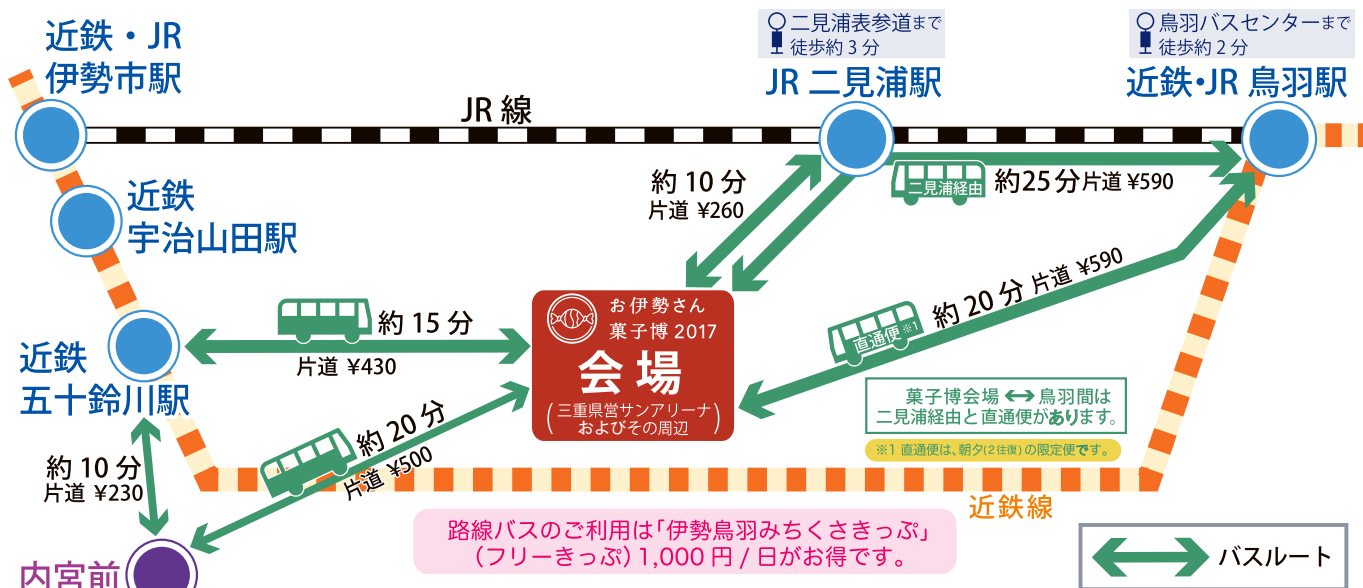 近鉄・JR
伊勢市駅
JR 線
二見浦表参道まで
徒歩約 3 分
JR 二見浦駅
鳥羽バスセンターまで
徒歩約 2 分
近鉄・JR 鳥羽駅
近鉄
宇治山田駅
約 10 分
片道 ¥260
二見浦経由
約25分片道 ¥590
約 15 分
片道 ¥430
お伊勢さん
菓子博 2017
会場
(三重県営サンアリーナ
およびその周辺)
直通便※1
約 20 分 片道 ¥590
近鉄
五十鈴川駅
菓子博会場 ⟷ 鳥羽間は
二見浦経由と直通便があります。
※1 直通便は、朝夕(2往復)の限定便です。
約 10 分
片道 ¥230
約 20 分
片道 ¥500
近鉄線
路線バスのご利用は「伊勢鳥羽みちくさきっぷ」
(フリーきっぷ) 1,000 円 / 日がお得です。
バスルート
内宮前